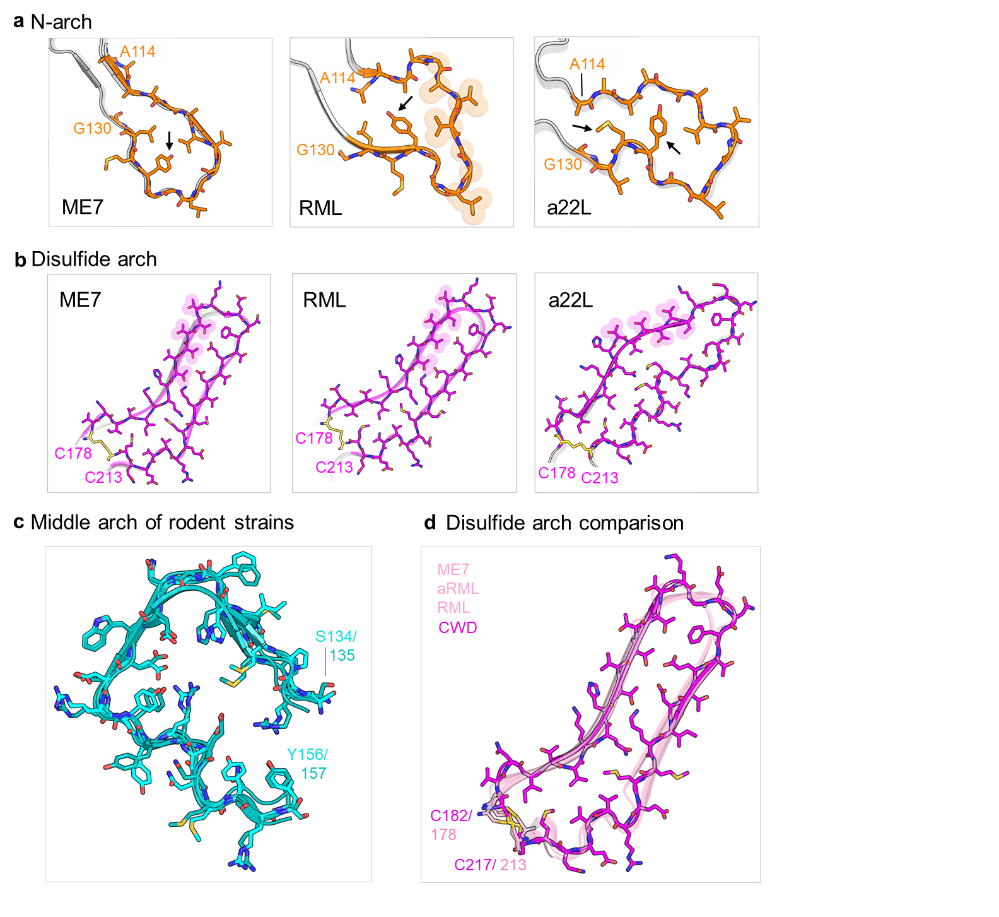 a N-arch
A114
G130
ME7
A114
G130
RML
A114
G130
a22L
b Disulfide arch
ME7
C178
C213
RML
C178
C213
a22L
C178 C213
c Middle arch of rodent strains
S134/
135
Y156/
157
d Disulfide arch comparison
ME7
aRML
RML
CWD
C182/
178
C217/ 213